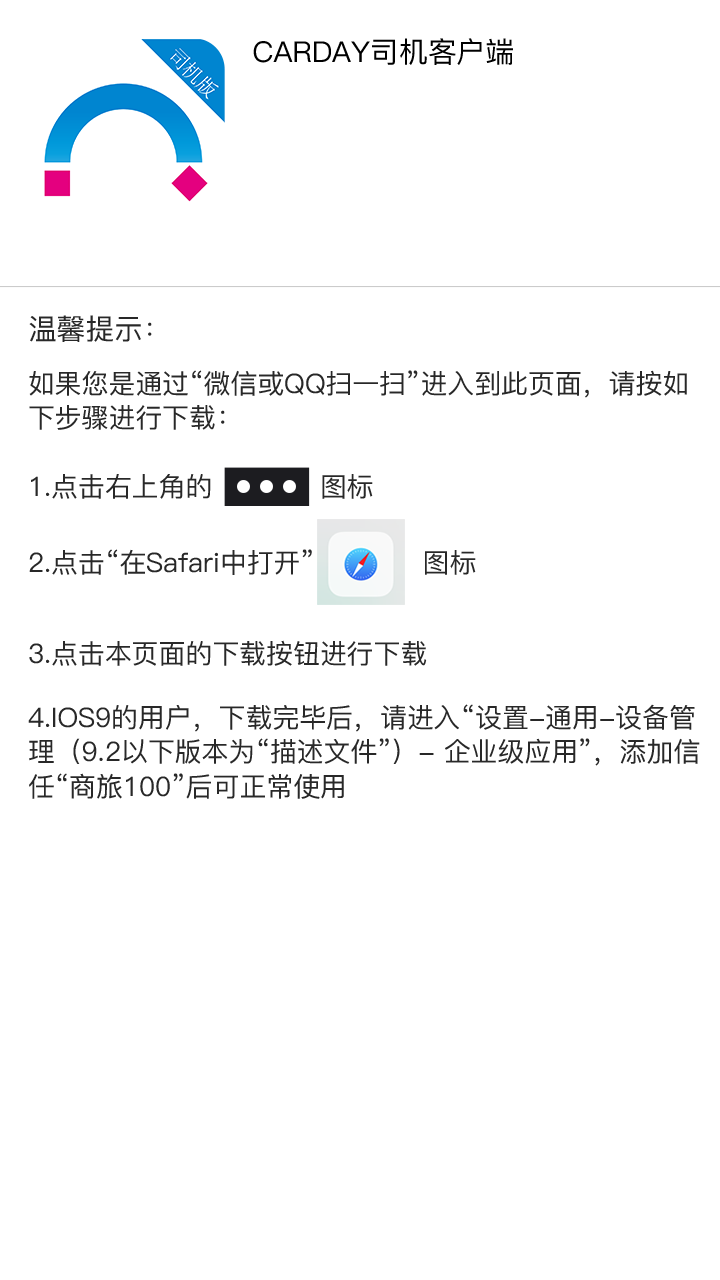 司机版
CARDAY司机客户端
温馨提示：
如果您是通过“微信或QQ扫一扫”进入到此页面，请按如
下步骤进行下载：
1.点击右上角的 图标
2.点击“在Safari中打开” 图标
3.点击本页面的下载按钮进行下载
4.IOS9的用户，下载完毕后，请进入“设置–通用–设备管
理（9.2以下版本为“描述文件”）– 企业级应用”，添加信
任“商旅100”后可正常使用